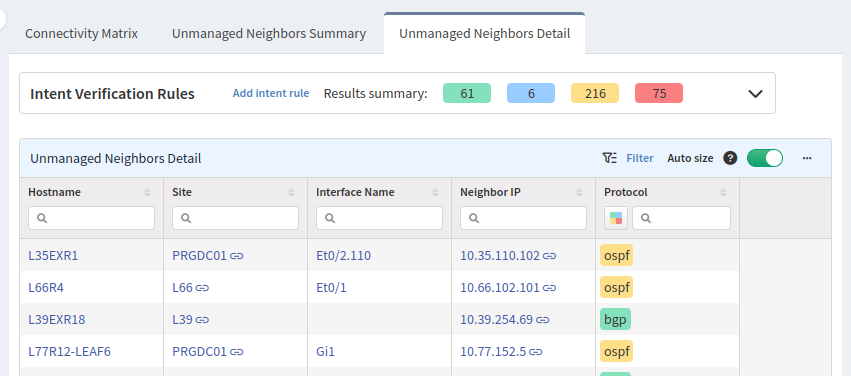 Connectivity Matrix Unmanaged Neighbors Summary Unmanaged Neighbors Detail
Intent Verification Rules Add intent rule Results summary: 61 6 216 75
Unmanaged Neighbors Detail Filter Auto size ? ...
Hostname Site Interface Name Neighbor IP Protocol
L35EXR1 PRGDC01 Et0/2.110 10.35.110.102 ospf
L66R4 L66 Et0/1 10.66.102.101 ospf
L39EXR18 L39 10.39.254.69 bgp
L77R12-LEAF6 PRGDC01 Gi1 10.77.152.5 ospf